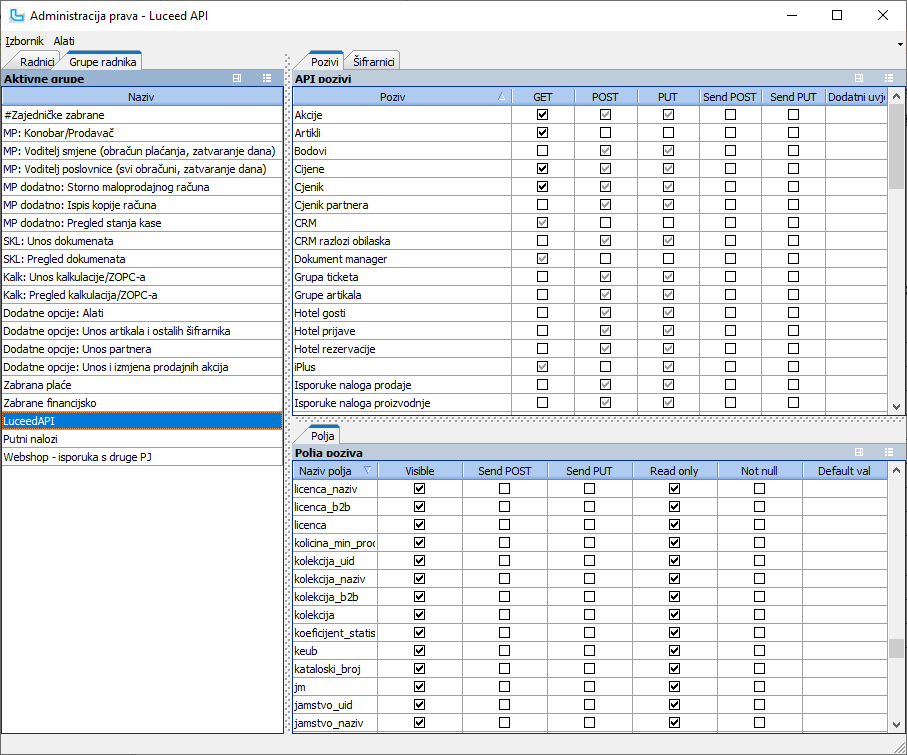 Administracija prava - Luceed API
Izbornik Alati
Radnici Grupe radnika
Aktivne grupe
Naziv
#Zajedničke zabrane
MP: Konobar/Prodavač
MP: Voditelj smjene (obračun plaćanja, zatvaranje dana)
MP: Voditelj poslovnice (svi obračuni, zatvaranje dana)
MP dodatno: Storno maloprodajnog računa
MP dodatno: Ispis kopije računa
MP dodatno: Pregled stanja kase
SKL: Unos dokumenata
SKL: Pregled dokumenata
Kalk: Unos kalkulacije/ZOPC-a
Kalk: Pregled kalkulacija/ZOPC-a
Dodatne opcije: Alati
Dodatne opcije: Unos artikala i ostalih šifrarnika
Dodatne opcije: Unos partnera
Dodatne opcije: Unos i izmjena prodajnih akcija
Zabrana plaće
Zabrane financijsko
LuceedAPI
Putni nalozi
Webshop - isporuka s druge PJ
Pozivi Šifrarnici
API pozivi
Poziv GET POST PUT Send POST Send PUT Dodatni uvje
Akcije
Artikli
Bodovi
Cijene
Cjenik
Cjenik partnera
CRM
CRM razlozi obilaska
Dokument manager
Grupa ticketa
Grupe artikala
Hotel gosti
Hotel prijave
Hotel rezervacije
iPlus
Isporuke naloga prodaje
Isporuke naloga proizvodnje
Polja
Polja poziva
Naziv polja Visible Send POST Send PUT Read only Not null Default val
licenca_naziv
licenca_b2b
licenca
kolicina_min_proc
kolekcija_uid
kolekcija_naziv
kolekcija_b2b
kolekcija
koeficijent_statis
keub
kataloski_broj
jm
jamstvo_uid
jamstvo_naziv